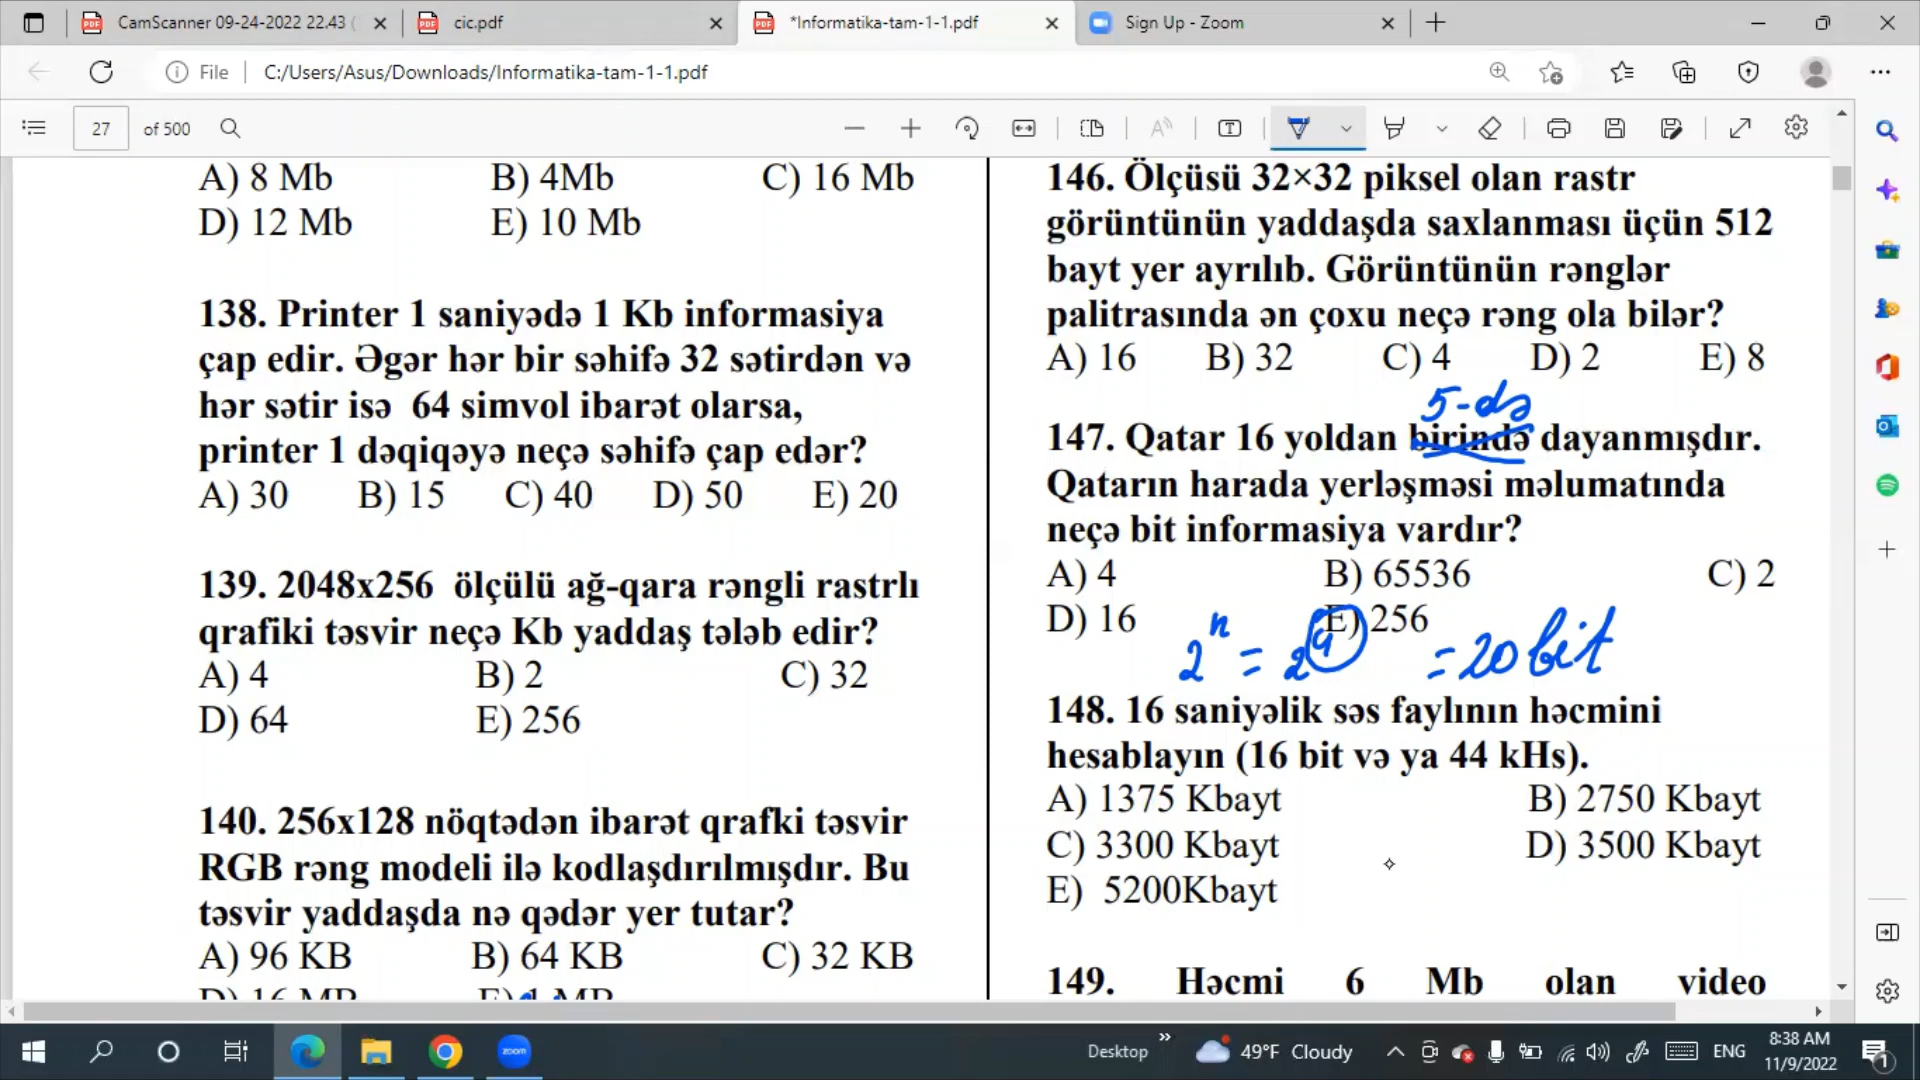 CamScanner 09-24-2022 22.43 (
cic.pdf
*Informatika-tam-1-1.pdf
Sign Up - Zoom
File
C:/Users/Asus/Downloads/Informatika-tam-1-1.pdf
27 of 500
A) 8 Mb B) 4Mb C) 16 Mb
D) 12 Mb E) 10 Mb
138. Printer 1 saniyədə 1 Kb informasiya
çap edir. Əgər hər bir səhifə 32 sətirdən və
hər sətir isə 64 simvol ibarət olarsa,
printer 1 dəqiqəyə neçə səhifə çap edər?
A) 30 B) 15 C) 40 D) 50 E) 20
139. 2048x256 ölçülü ağ-qara rəngli rastrlı
qrafiki təsvir neçə Kb yaddaş tələb edir?
A) 4 B) 2 C) 32
D) 64 E) 256
140. 256x128 nöqtədən ibarət qrafki təsvir
RGB rəng modeli ilə kodlaşdırılmışdır. Bu
təsvir yaddaşda nə qədər yer tutar?
A) 96 KB B) 64 KB C) 32 KB
D) 16 MB E) 1 MB
146. Ölçüsü 32×32 piksel olan rastr
görüntünün yaddaşda saxlanması üçün 512
bayt yer ayrılıb. Görüntünün rənglər
palitrasında ən çoxu neçə rəng ola bilər?
A) 16 B) 32 C) 4 D) 2 E) 8
5-də
147. Qatar 16 yoldan birində dayanmışdır.
Qatarın harada yerləşməsi məlumatında
neçə bit informasiya vardır?
A) 4 B) 65536 C) 2
D) 16 E) 256
2ⁿ = 2⁴ = 20 bit
148. 16 saniyəlik səs faylının həcmini
hesablayın (16 bit və ya 44 kHs).
A) 1375 Kbayt B) 2750 Kbayt
C) 3300 Kbayt D) 3500 Kbayt
E) 5200Kbayt
149. Həcmi 6 Mb olan video
zoom
Desktop
49°F Cloudy
ENG
8:38 AM
11/9/2022
1